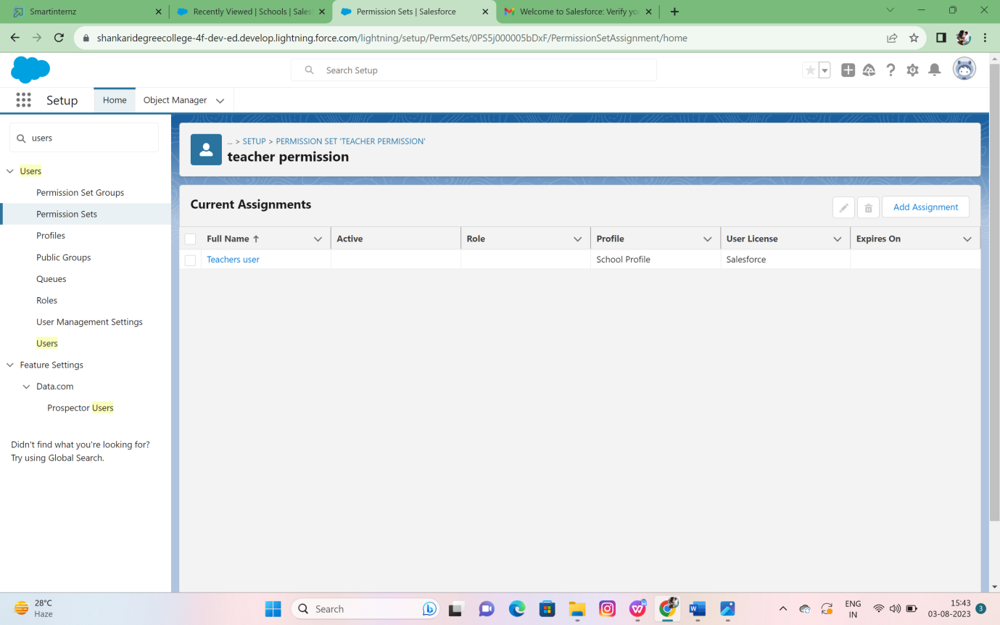 Smartinternz
Recently Viewed | Schools | Sales
Permission Sets | Salesforce
Welcome to Salesforce: Verify yo
shankaridegreecollege-4f-dev-ed.develop.lightning.force.com/lightning/setup/PermSets/0PS5j000005bDxF/PermissionSetAssignment/home
Search Setup
Setup
Home
Object Manager
users
Users
Permission Set Groups
Permission Sets
Profiles
Public Groups
Queues
Roles
User Management Settings
Users
Feature Settings
Data.com
Prospector Users
Didn't find what you're looking for?
Try using Global Search.
... > SETUP > PERMISSION SET 'TEACHER PERMISSION'
teacher permission
Current Assignments
Add Assignment
Full Name ↑ Active Role Profile User License Expires On
Teachers user School Profile Salesforce
28°C
Haze
Search
ENG
IN
15:43
03-08-2023
3